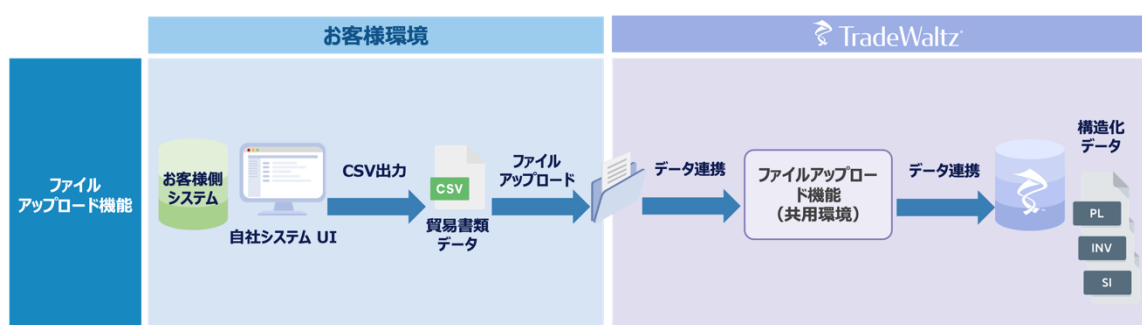 お客様環境
TradeWaltz
ファイル
アップロード機能
お客様側
システム
自社システム UI
CSV出力
CSV
貿易書類
データ
ファイル
アップロード
データ連携
ファイルアップロー
ド機能
(共用環境)
データ連携
構造化
データ
PL
INV
SI